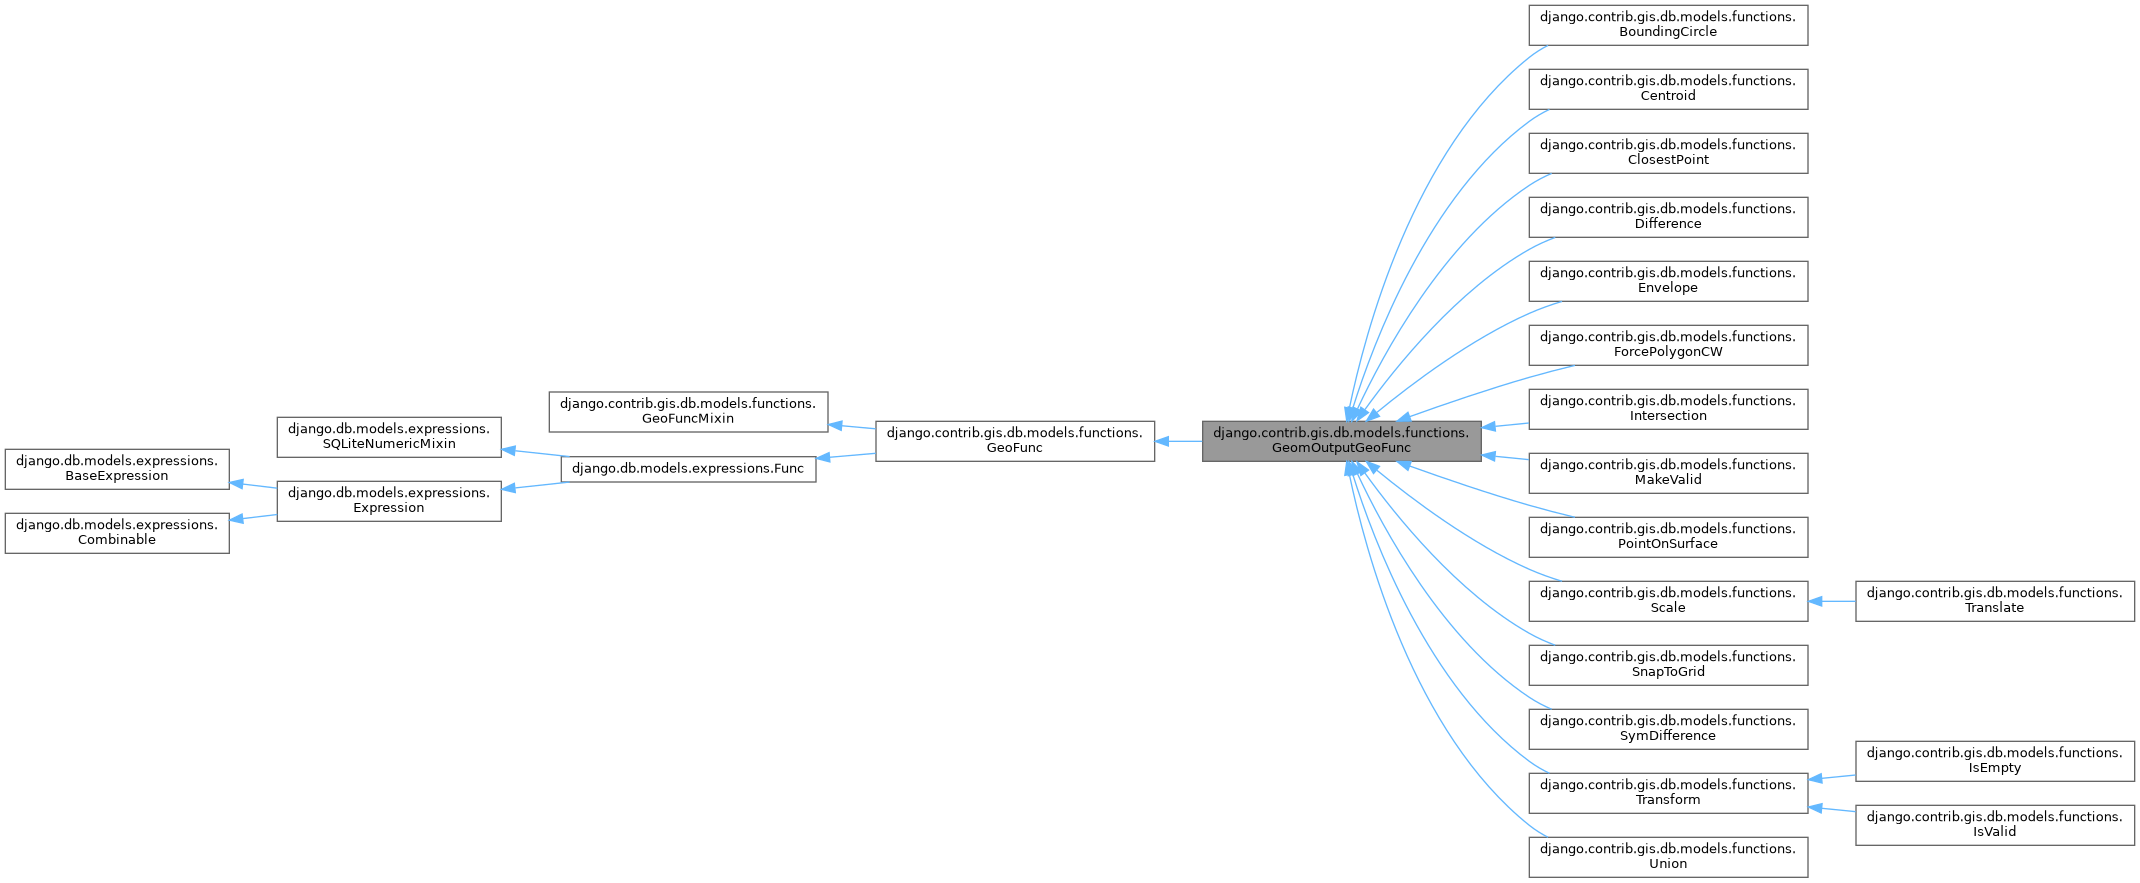 django.db.models.expressions.
BaseExpression
django.db.models.expressions.
Combinable
django.db.models.expressions.
SQLiteNumericMixin
django.db.models.expressions.
Expression
django.contrib.gis.db.models.functions.
GeoFuncMixin
django.db.models.expressions.Func
django.contrib.gis.db.models.functions.
GeoFunc
django.contrib.gis.db.models.functions.
GeomOutputGeoFunc
django.contrib.gis.db.models.functions.
BoundingCircle
django.contrib.gis.db.models.functions.
Centroid
django.contrib.gis.db.models.functions.
ClosestPoint
django.contrib.gis.db.models.functions.
Difference
django.contrib.gis.db.models.functions.
Envelope
django.contrib.gis.db.models.functions.
ForcePolygonCW
django.contrib.gis.db.models.functions.
Intersection
django.contrib.gis.db.models.functions.
MakeValid
django.contrib.gis.db.models.functions.
PointOnSurface
django.contrib.gis.db.models.functions.
Scale
django.contrib.gis.db.models.functions.
SnapToGrid
django.contrib.gis.db.models.functions.
SymDifference
django.contrib.gis.db.models.functions.
Transform
django.contrib.gis.db.models.functions.
Union
django.contrib.gis.db.models.functions.
Translate
django.contrib.gis.db.models.functions.
IsEmpty
django.contrib.gis.db.models.functions.
IsValid